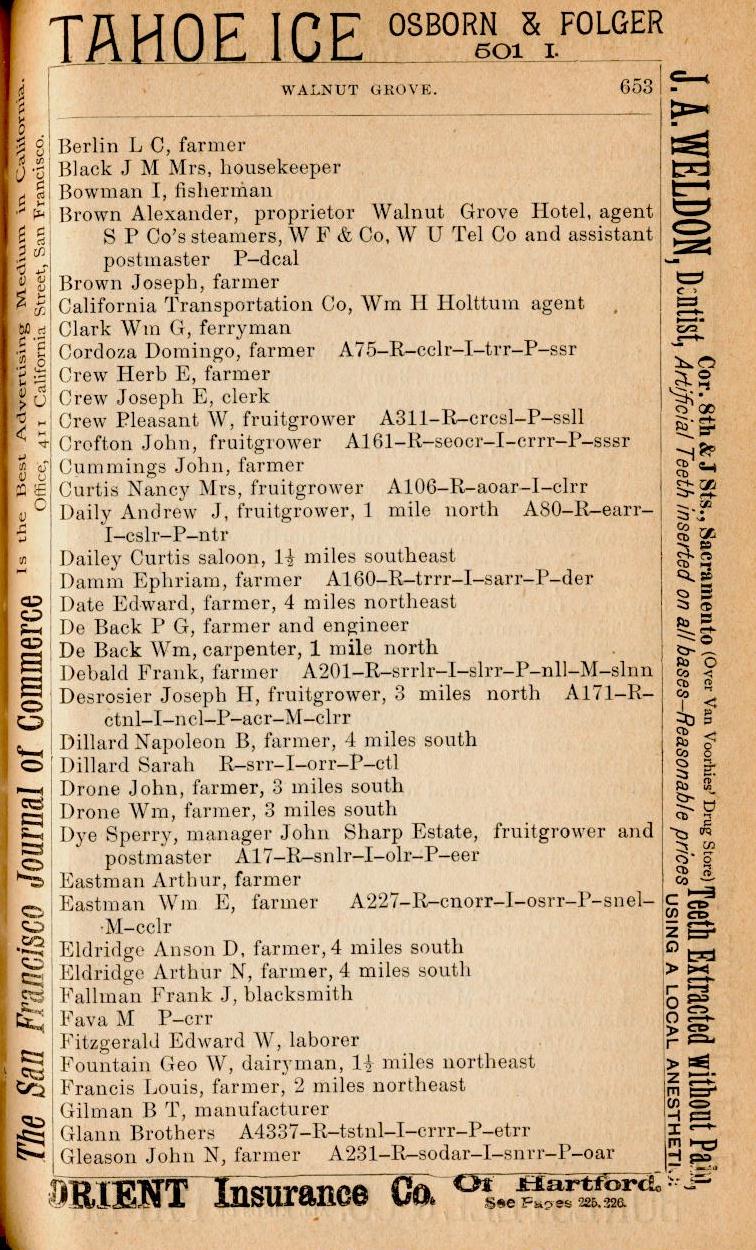 TAHOE ICE OSBORN & FOLGER
501 I.
WALNUT GROVE. 653
Berlin L C, farmer
Black J M Mrs, housekeeper
Bowman I, fisherman
Brown Alexander, proprietor Walnut Grove Hotel, agent
S P Co's steamers, W F & Co, W U Tel Co and assistant
postmaster P–dcal
Brown Joseph, farmer
California Transportation Co, Wm H Holttum agent
Clark Wm G, ferryman
Cordoza Domingo, farmer A75–R–cclr–I–trr–P–ssr
Crew Herb E, farmer
Crew Joseph E, clerk
Crew Pleasant W, fruitgrower A311–R–crcsl–P–ssll
Crofton John, fruitgrower A161–R–seocr–I–crrr–P–sssr
Cummings John, farmer
Curtis Nancy Mrs, fruitgrower A106–R–aoar–I–clrr
Daily Andrew J, fruitgrower, 1 mile north A80–R–earr–
I–cslr–P–ntr
Dailey Curtis saloon, 1½ miles southeast
Damm Ephriam, farmer A160–R–trrr–I–sarr–P–der
Date Edward, farmer, 4 miles northeast
De Back P G, farmer and engineer
De Back Wm, carpenter, 1 mile north
Debald Frank, farmer A201–R–srrlr–I–slrr–P–nll–M–slnn
Desrosier Joseph H, fruitgrower, 3 miles north A171–R–
ctnl–I–ncl–P–acr–M–clrr
Dillard Napoleon B, farmer, 4 miles south
Dillard Sarah R–srr–I–orr–P–ctl
Drone John, farmer, 3 miles south
Drone Wm, farmer, 3 miles south
Dye Sperry, manager John Sharp Estate, fruitgrower and
postmaster A17–R–snlr–I–olr–P–eer
Eastman Arthur, farmer
Eastman Wm E, farmer A227–R–cnorr–I–osrr–P–snel–
M–cclr
Eldridge Anson D, farmer, 4 miles south
Eldridge Arthur N, farmer, 4 miles south
Fallman Frank J, blacksmith
Fava M P–crr
Fitzgerald Edward W, laborer
Fountain Geo W, dairyman, 1½ miles northeast
Francis Louis, farmer, 2 miles northeast
Gilman B T, manufacturer
Glann Brothers A4337–R–tstnl–I–crrr–P–etrr
Gleason John N, farmer A231–R–sodar–I–snrr–P–oar
The San Francisco Journal of Commerce Is the Best Advertising Medium in California.
Office, 411 California Street, San Francisco.
J. A. WELDON, Dentist, Cor. 8th & J Sts., Sacramento (Over Van Voorhies' Drug Store) Teeth Extracted without Pain,
Artificial Teeth inserted on all bases—Reasonable prices USING A LOCAL
ORIENT Insurance Co. Of Hartford.
See Pages 225, 226.